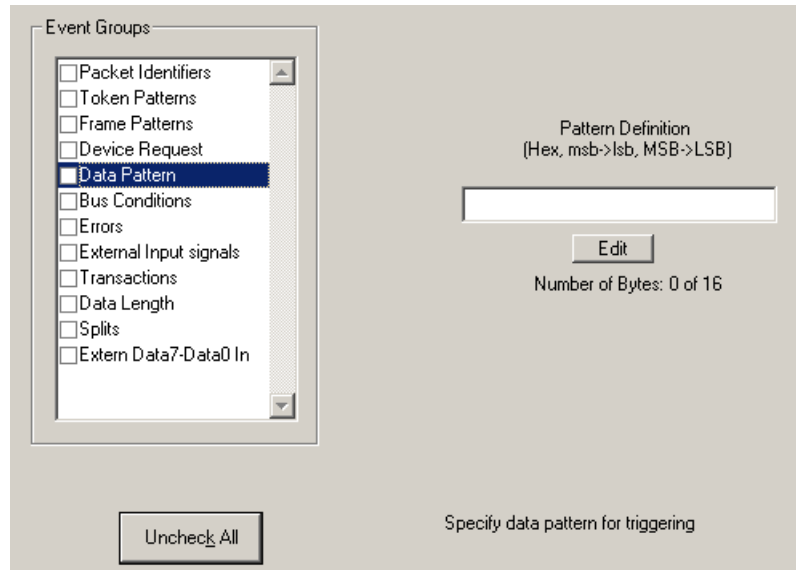 Event Groups
Packet Identifiers
Token Patterns
Frame Patterns
Device Request
Data Pattern
Bus Conditions
Errors
External Input signals
Transactions
Data Length
Splits
Extern Data7-Data0 In
Uncheck All
Pattern Definition
(Hex, msb->lsb, MSB->LSB)
Edit
Number of Bytes: 0 of 16
Specify data pattern for triggering